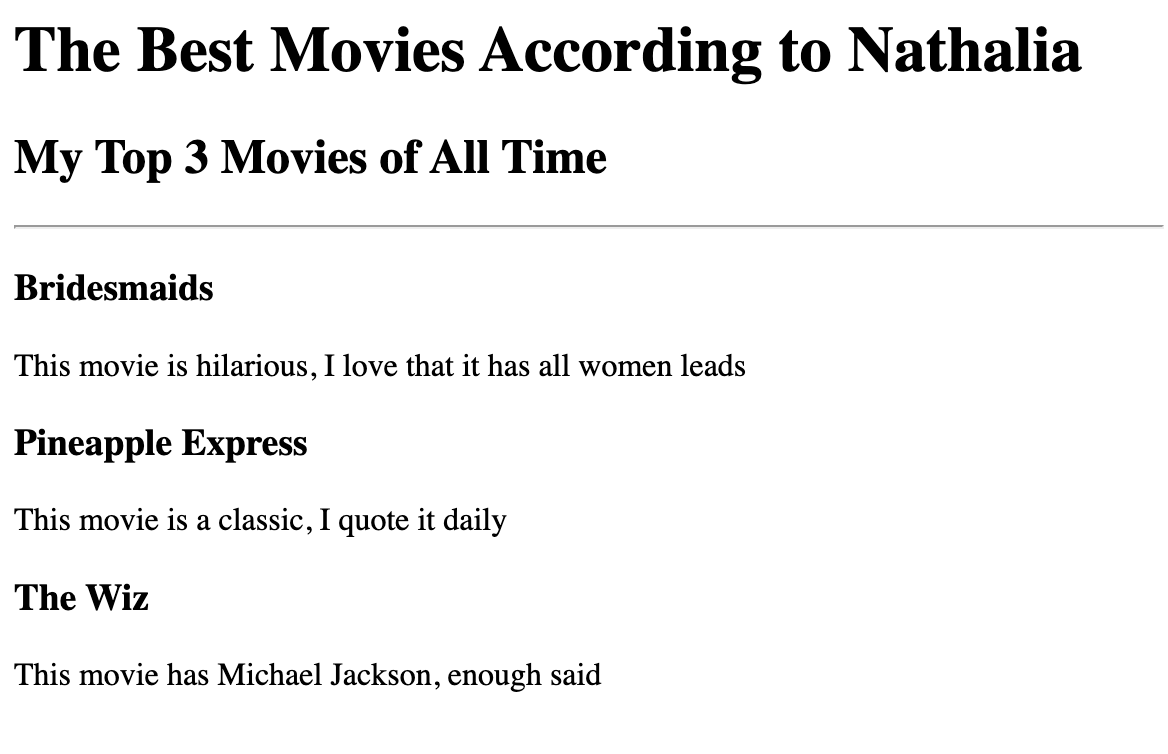 The Best Movies According to Nathalia
My Top 3 Movies of All Time
Bridesmaids
This movie is hilarious, I love that it has all women leads
Pineapple Express
This movie is a classic, I quote it daily
The Wiz
This movie has Michael Jackson, enough said